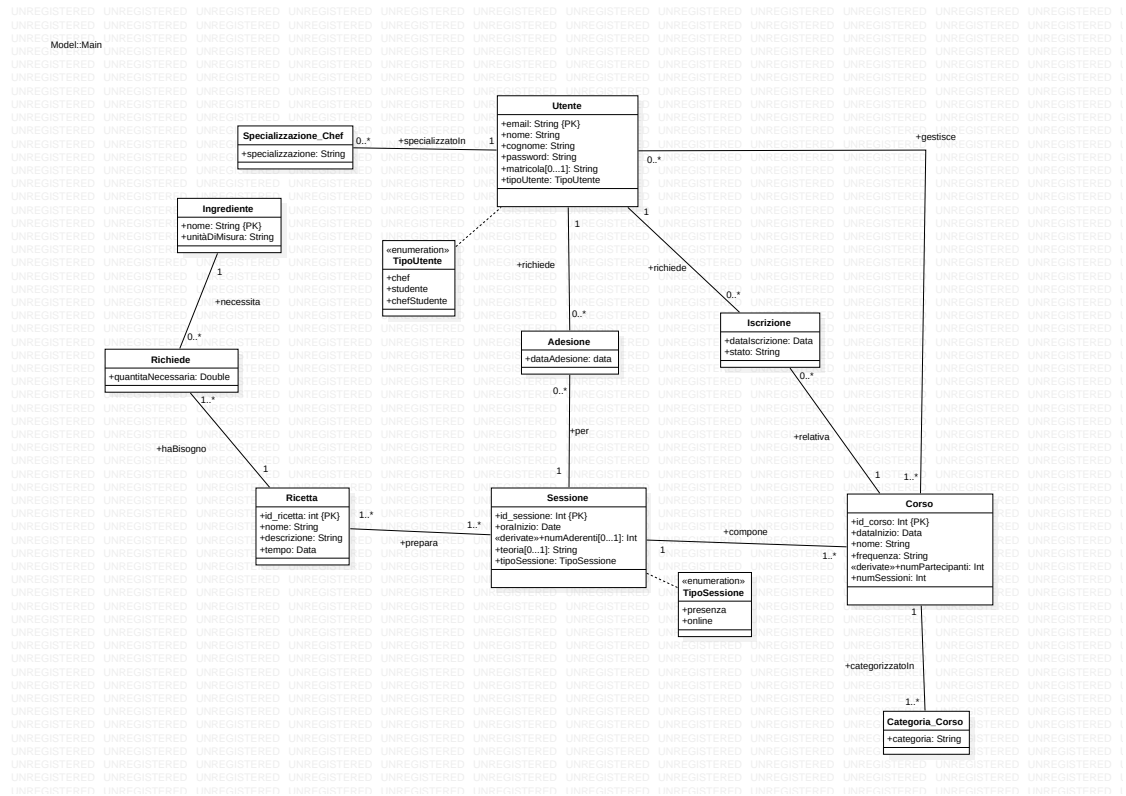 Model::Main
Utente
+email: String {PK}
+nome: String
+cognome: String
+password: String
+matricola[0...1]: String
+tipoUtente: TipoUtente
Specializzazione_Chef
+specializzazione: String
0..*
+specializzatoIn
1
0..*
+gestisce
Ingrediente
+nome: String {PK}
+unitàDiMisura: String
1
+necessita
0..*
«enumeration»
TipoUtente
+chef
+studente
+chefStudente
1
+richiede
0..*
1
+richiede
0..*
Iscrizione
+dataIscrizione: Data
+stato: String
Adesione
+dataAdesione: data
Richiede
+quantitaNecessaria: Double
1..*
+haBisogno
1
0..*
+per
1
0..*
+relativa
1
1..*
Ricetta
+id_ricetta: int {PK}
+nome: String
+descrizione: String
+tempo: Data
1..*
+prepara
1..*
Sessione
+id_sessione: Int {PK}
+oraInizio: Date
«derivate»+numAderenti[0...1]: Int
+teoria[0...1]: String
+tipoSessione: TipoSessione
1
+compone
1..*
Corso
+id_corso: Int {PK}
+dataInizio: Data
+nome: String
+frequenza: String
«derivate»+numPartecipanti: Int
+numSessioni: Int
«enumeration»
TipoSessione
+presenza
+online
1
+categorizzatoIn
1..*
Categoria_Corso
+categoria: String
UNREGISTERED